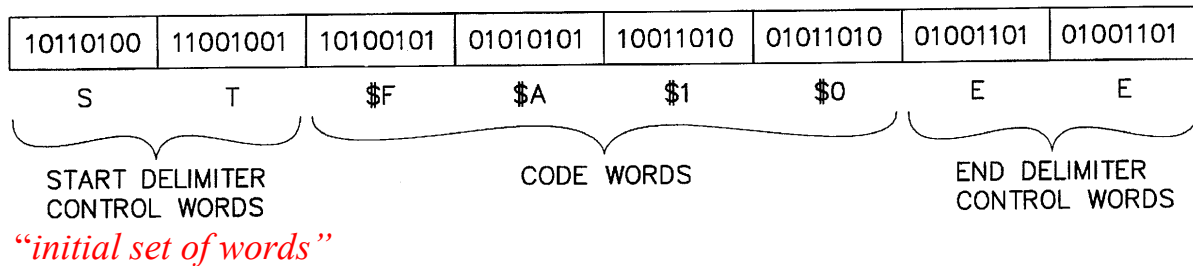 10110100 11001001 10100101 01010101 10011010 01011010 01001101 01001101
S T $F $A $1 $0 E E
START DELIMITER CONTROL WORDS
CODE WORDS
END DELIMITER CONTROL WORDS
“initial set of words”